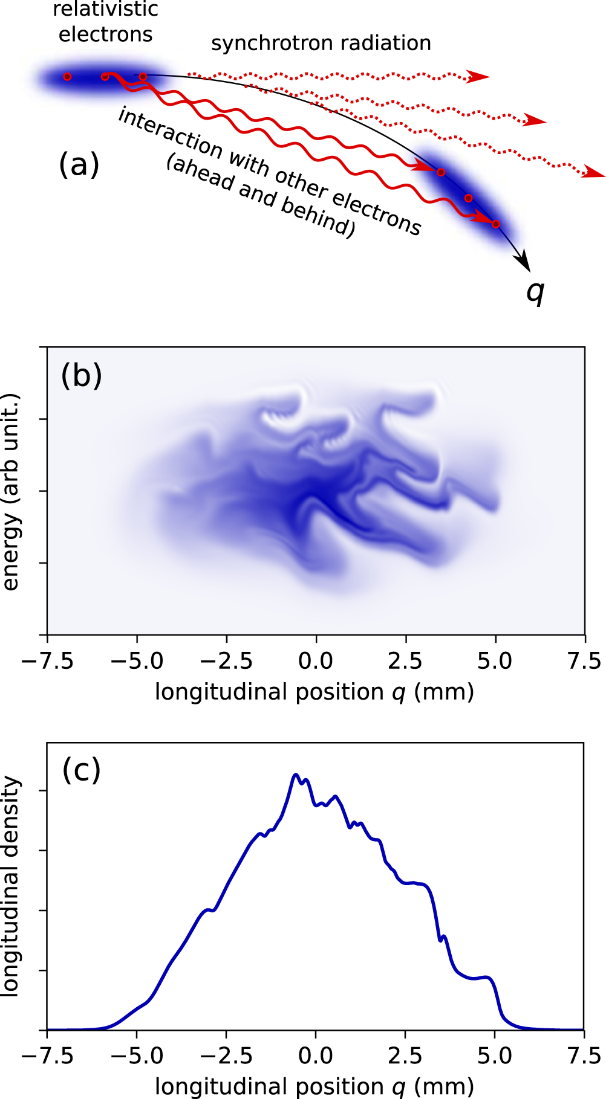 relativistic
electrons
synchrotron radiation
interaction with other electrons
(ahead and behind)
(a)
q
(b)
energy (arb unit.)
−7.5 −5.0 −2.5 0.0 2.5 5.0 7.5
longitudinal position q (mm)
(c)
longitudinal density
−7.5 −5.0 −2.5 0.0 2.5 5.0 7.5
longitudinal position q (mm)